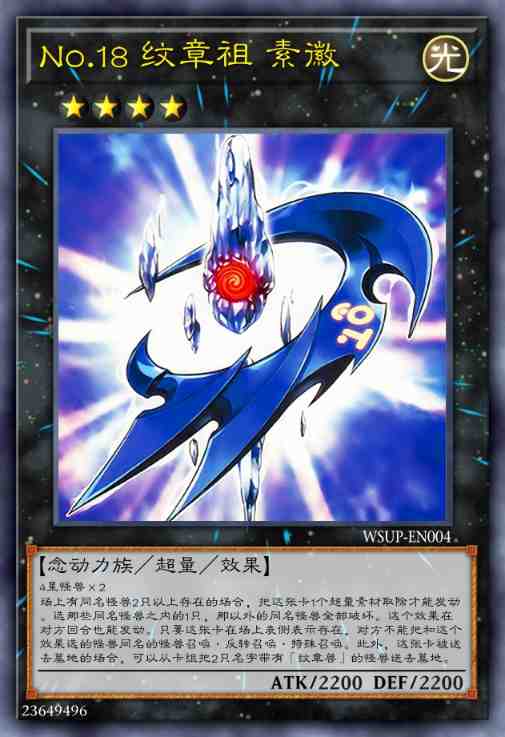 No.18 纹章祖 素徽
光
WSUP-EN004
【念动力族／超量／效果】
4星怪兽×2
场上有同名怪兽2只以上存在的场合，把这张卡1个超量素材取除才能发动
。选那些同名怪兽之内的1只，那以外的同名怪兽全部破坏。这个效果在
对方回合也能发动。只要这张卡在场上表侧表示存在，对方不能把和这个
效果选的怪兽同名的怪兽召唤·反转召唤·特殊召唤。此外，这张卡被送
去墓地的场合，可以从卡组把2只名字带有「纹章兽」的怪兽送去墓地。
ATK/2200 DEF/2200
23649496